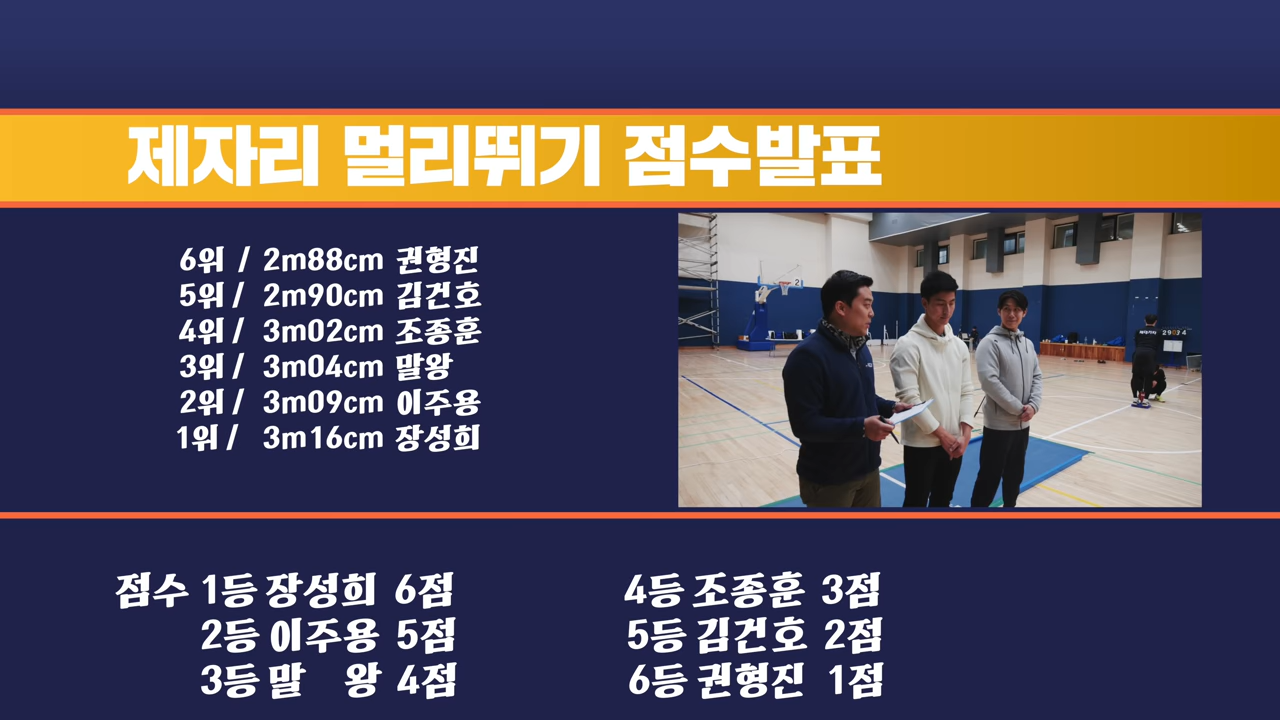 제자리 멀리뛰기 점수발표
6위 / 2m88cm 권형진
5위 / 2m90cm 김건호
4위 / 3m02cm 조종훈
3위 / 3m04cm 말왕
2위 / 3m09cm 이주용
1위 / 3m16cm 장성희
점수 1등 장성희 6점
2등 이주용 5점
3등 말 왕 4점
4등 조종훈 3점
5등 김건호 2점
6등 권형진 1점